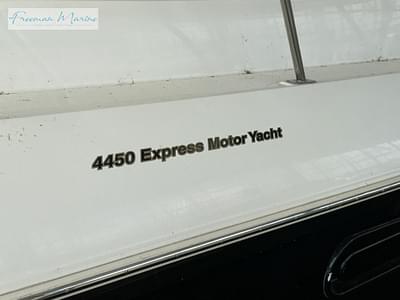 Freeman Marine
4450 Express Motor Yacht